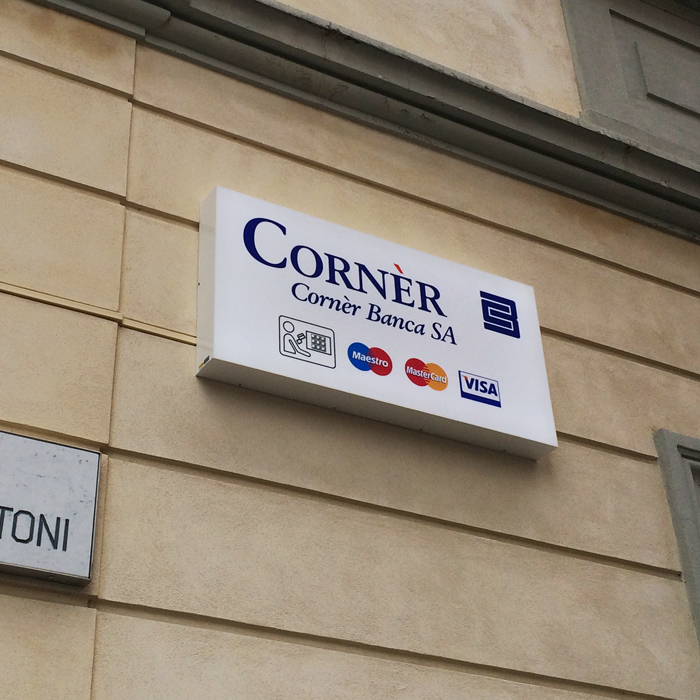 CORNÈR
Cornèr Banca SA
Maestro
MasterCard
VISA
TONI